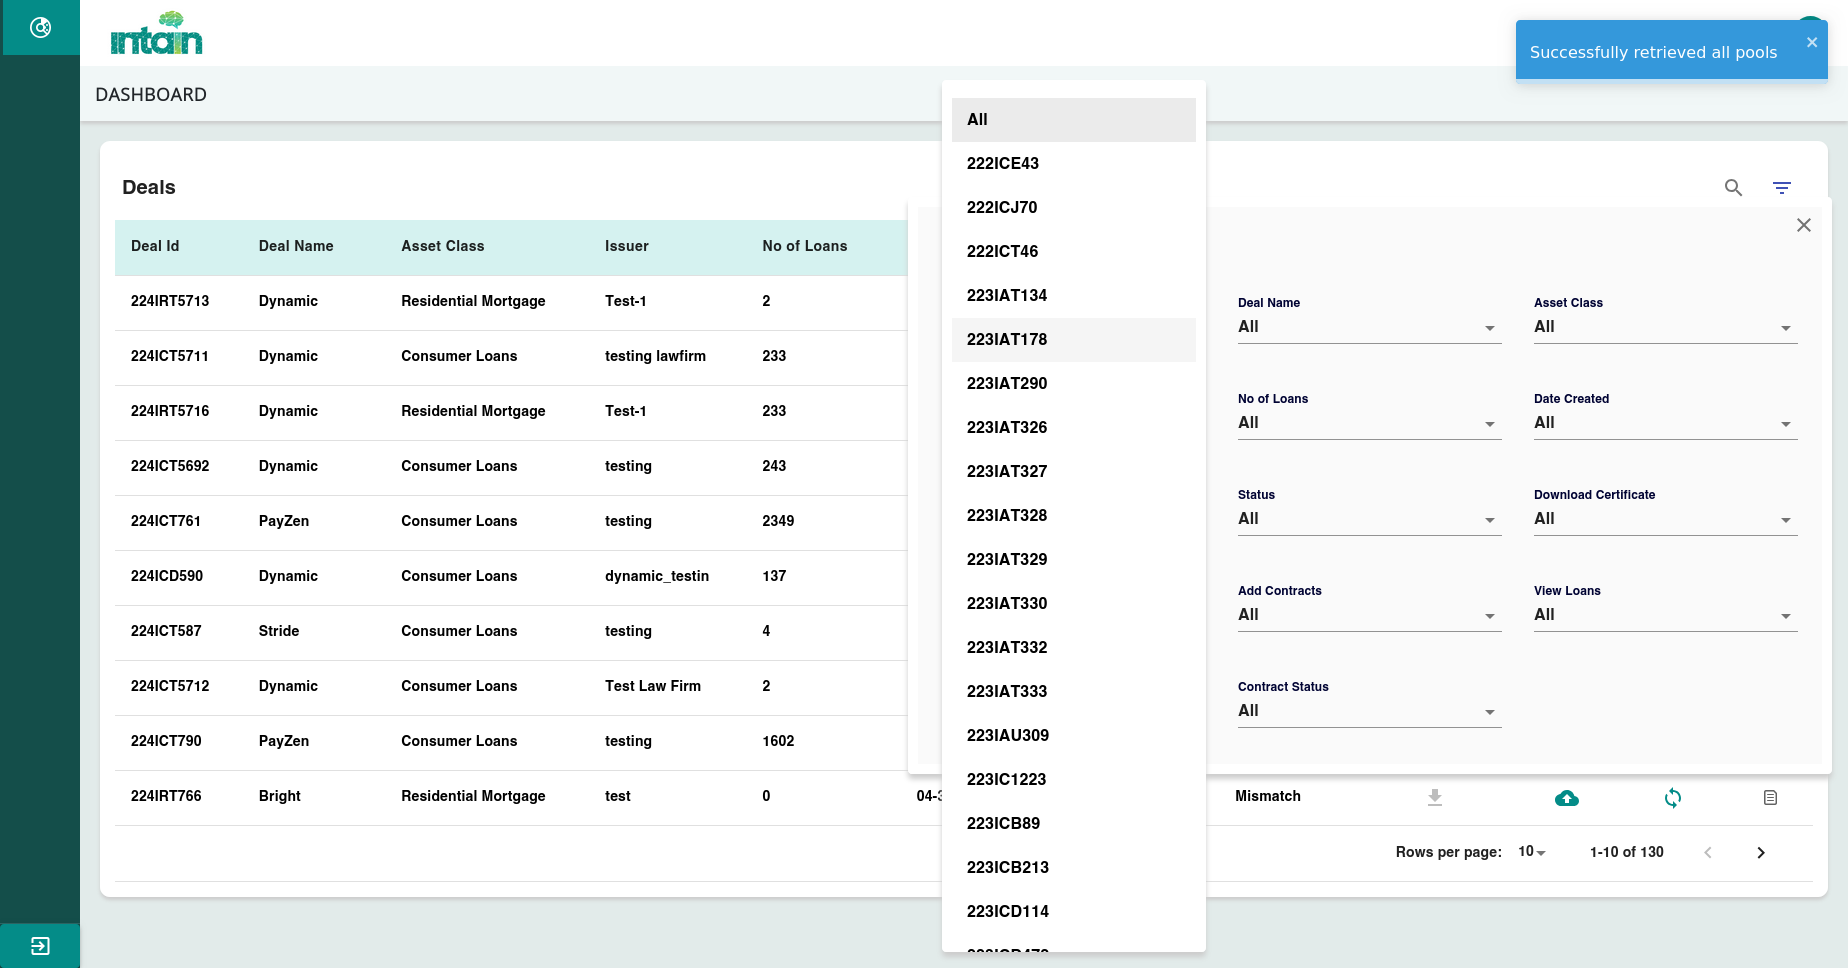 intain
Successfully retrieved all pools
DASHBOARD
Deals
Deal Id Deal Name Asset Class Issuer No of Loans
224IRT5713 Dynamic Residential Mortgage Test-1 2
224ICT5711 Dynamic Consumer Loans testing lawfirm 233
224IRT5716 Dynamic Residential Mortgage Test-1 233
224ICT5692 Dynamic Consumer Loans testing 243
224ICT761 PayZen Consumer Loans testing 2349
224ICD590 Dynamic Consumer Loans dynamic_testin 137
224ICT587 Stride Consumer Loans testing 4
224ICT5712 Dynamic Consumer Loans Test Law Firm 2
224ICT790 PayZen Consumer Loans testing 1602
224IRT766 Bright Residential Mortgage test 0 Mismatch
All
222ICE43
222ICJ70
222ICT46
223IAT134
223IAT178
223IAT290
223IAT326
223IAT327
223IAT328
223IAT329
223IAT330
223IAT332
223IAT333
223IAU309
223IC1223
223ICB89
223ICB213
223ICD114
Deal Name
All
Asset Class
All
No of Loans
All
Date Created
All
Status
All
Download Certificate
All
Add Contracts
All
View Loans
All
Contract Status
All
Rows per page: 10 1-10 of 130